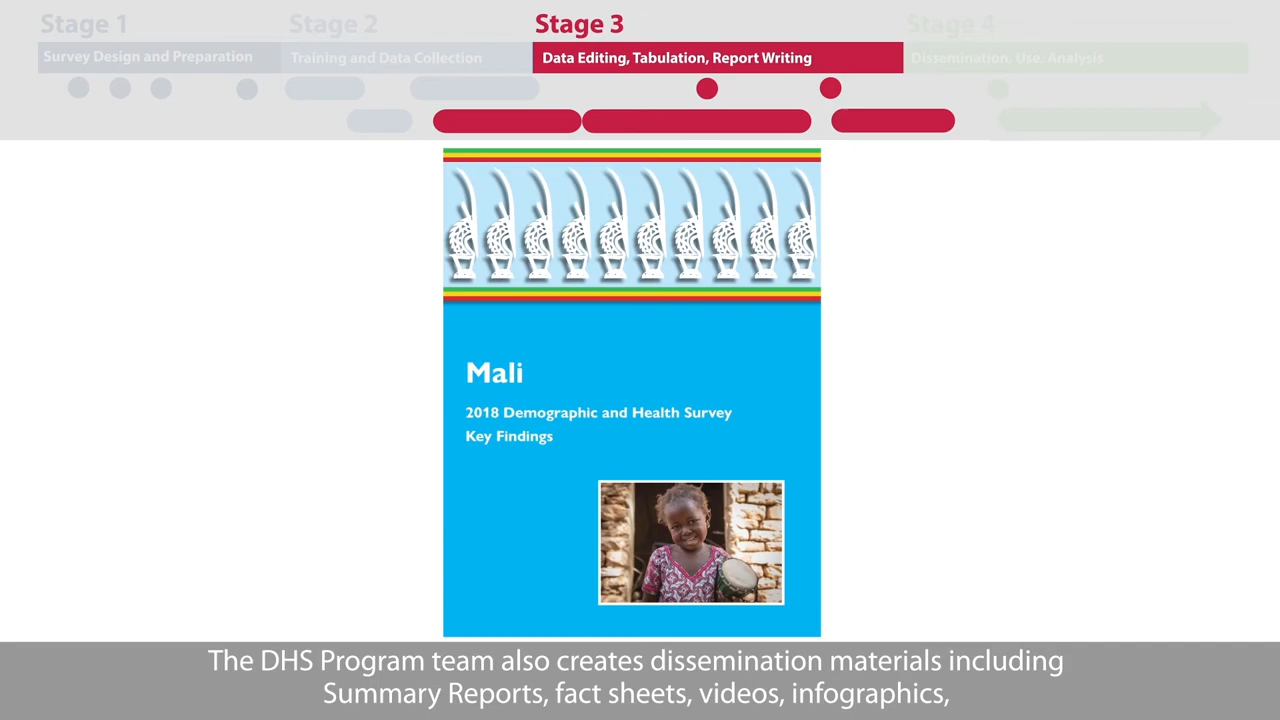 Stage 1
Stage 2
Stage 3
Stage 4
Survey Design and Preparation
Training and Data Collection
Data Editing, Tabulation, Report Writing
Dissemination, Use, Analysis
Mali
2018 Demographic and Health Survey
Key Findings
The DHS Program team also creates dissemination materials including
Summary Reports, fact sheets, videos, infographics,